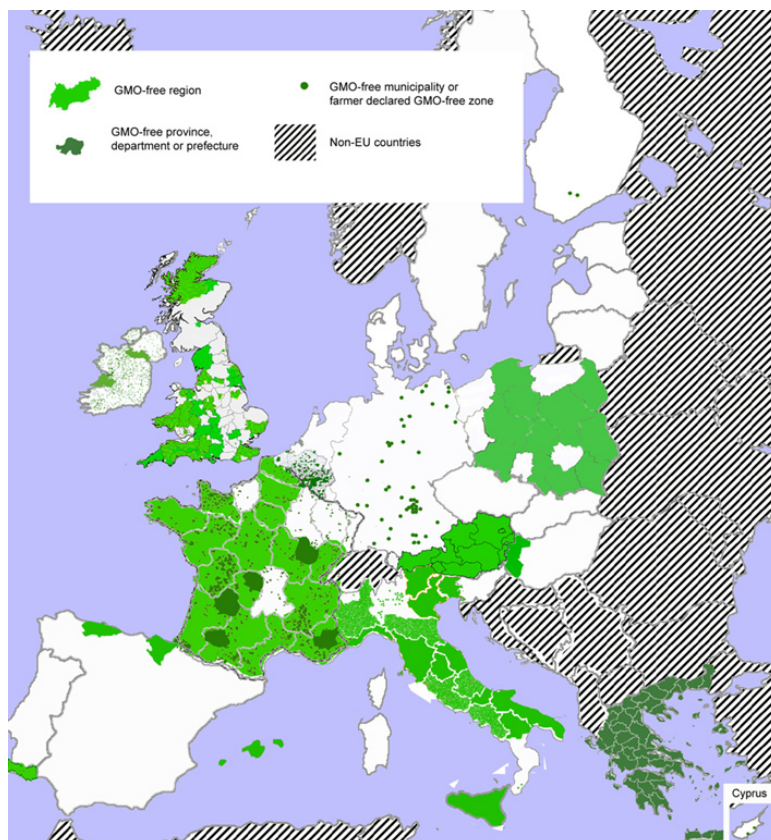 GMO-free region
GMO-free municipality or
farmer declared GMO-free zone
GMO-free province,
department or prefecture
Non-EU countries
Cyprus